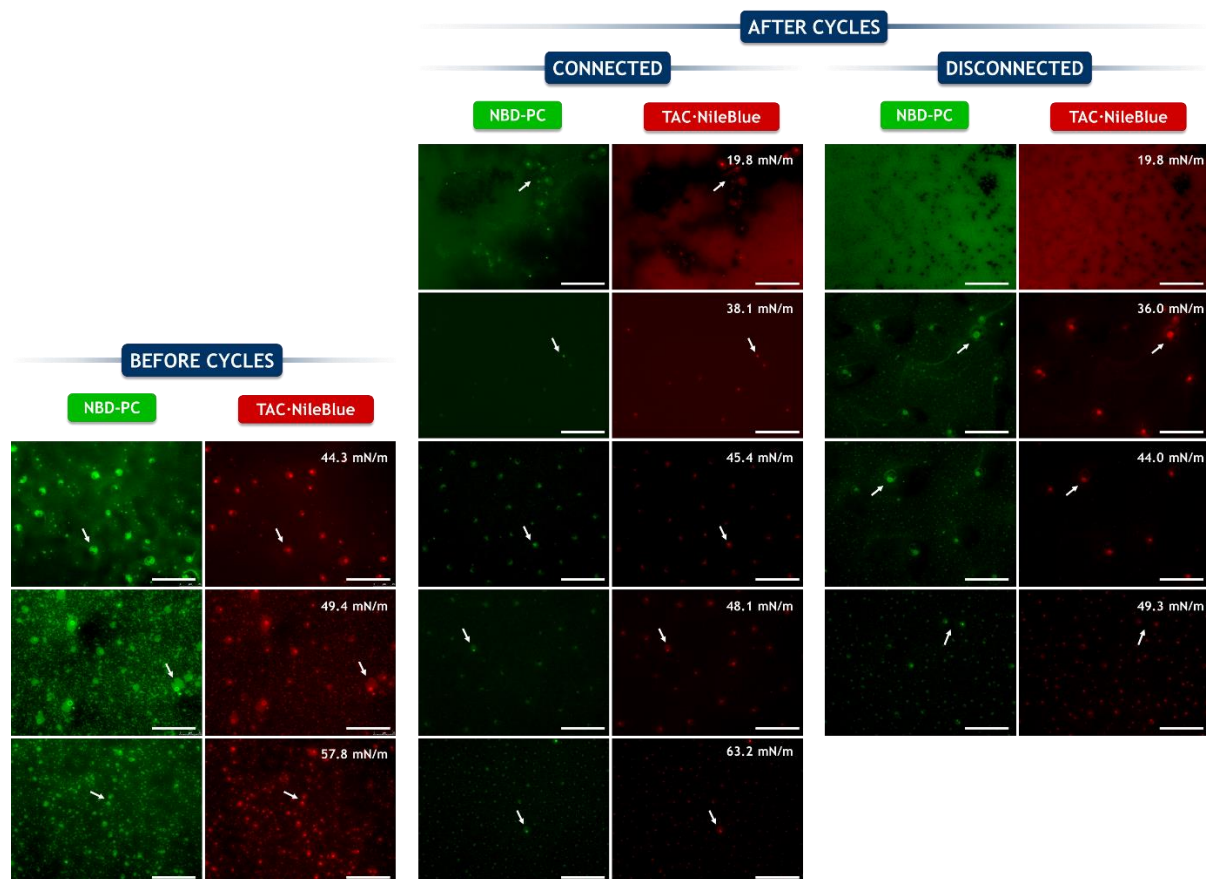 AFTER CYCLES
CONNECTED DISCONNECTED
NBD-PC TAC·NileBlue NBD-PC TAC·NileBlue
19.8 mN/m 19.8 mN/m
38.1 mN/m 36.0 mN/m
BEFORE CYCLES
NBD-PC TAC·NileBlue
44.3 mN/m 45.4 mN/m 44.0 mN/m
49.4 mN/m 48.1 mN/m 49.3 mN/m
57.8 mN/m 63.2 mN/m